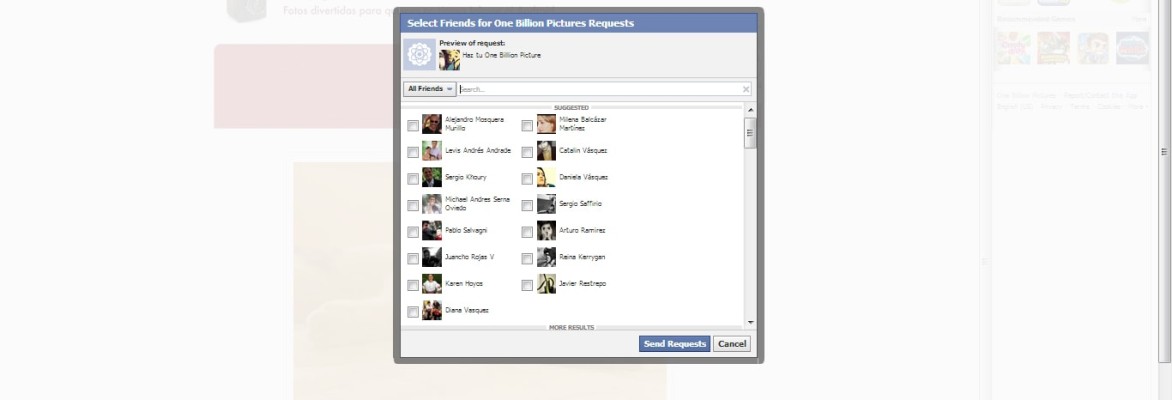 Fotos divertidas para
Select Friends for One Billion Pictures Requests
Preview of request:
Haz tu One Billion Picture
All Friends
Search...
SUGGESTED
Alejandro Mosquera
Murillo
Milena Balcázar
Martínez
Levis Andrés Andrade
Catalin Vásquez
Sergio Khoury
Daniela Vásquez
Michael Andres Serna
Oviedo
Sergio Saffirio
Pablo Salvagni
Arturo Ramirez
Juancho Rojas V
Raina Kerrygan
Karen Hoyos
Javier Restrepo
Diana Vasquez
MORE RESULTS
Send Requests
Cancel